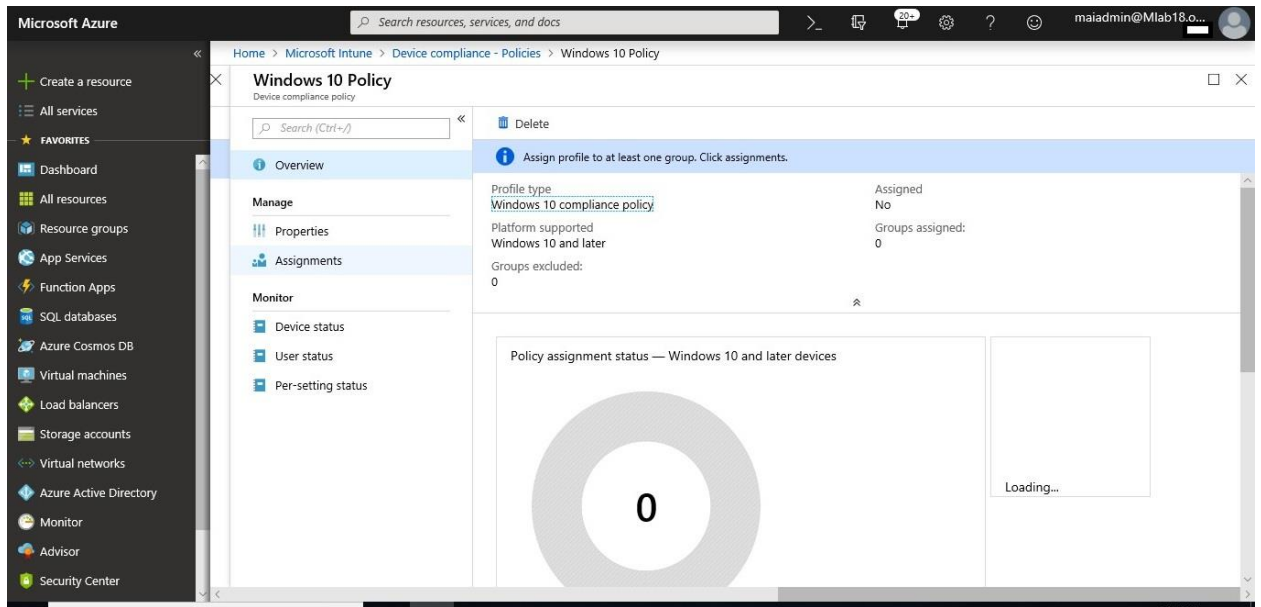 Microsoft Azure
Search resources, services, and docs
20+
maiadmin@Mlab18.o...
Home > Microsoft Intune > Device compliance - Policies > Windows 10 Policy
Create a resource
All services
FAVORITES
Dashboard
All resources
Resource groups
App Services
Function Apps
SQL databases
Azure Cosmos DB
Virtual machines
Load balancers
Storage accounts
Virtual networks
Azure Active Directory
Monitor
Advisor
Security Center
Windows 10 Policy
Device compliance policy
Search (Ctrl+/)
Overview
Manage
Properties
Assignments
Monitor
Device status
User status
Per-setting status
Delete
Assign profile to at least one group. Click assignments.
Profile type
Windows 10 compliance policy
Platform supported
Windows 10 and later
Groups excluded:
0
Assigned
No
Groups assigned:
0
Policy assignment status — Windows 10 and later devices
0
Loading...